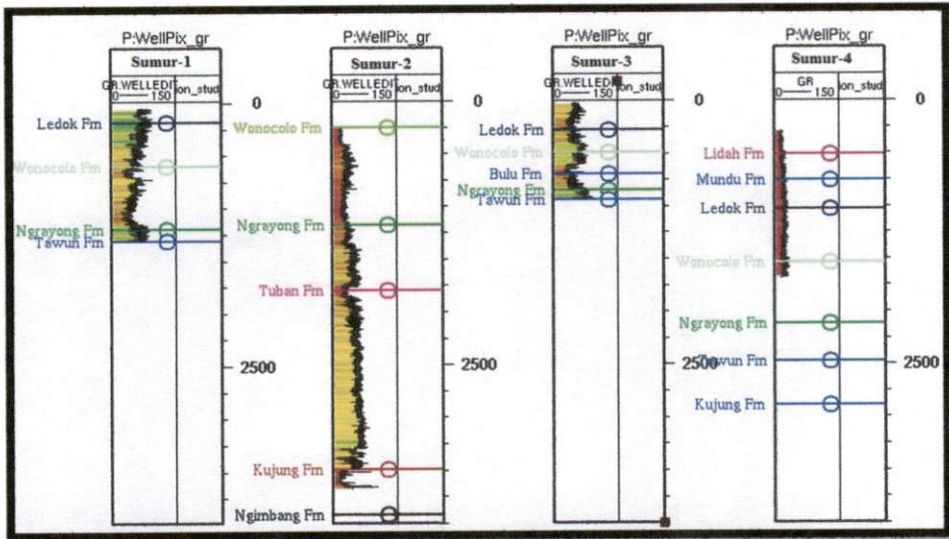 P:WellPix_gr
Sumur-1
GR.WELLEDI ion_stud
0 150
0
Ledok Fm
Wonocolo Fm
Ngrayong Fm
Tawun Fm
2500
P:WellPix_gr
Sumur-2
GR.WELLEDI ion_stud
0 150
0
Wonocolo Fm
Ngrayong Fm
Tuban Fm
2500
Kujung Fm
Ngimbang Fm
P:WellPix_gr
Sumur-3
GR.WELLEDI ion_stud
0 150
0
Ledok Fm
Wonocolo Fm
Bulu Fm
Ngrayong Fm
Tawun Fm
2500
P:WellPix_gr
Sumur-4
GR ion_stud
0 150
0
Lidah Fm
Mundu Fm
Ledok Fm
Wonocolo Fm
Ngrayong Fm
Tawun Fm
2500
Kujung Fm